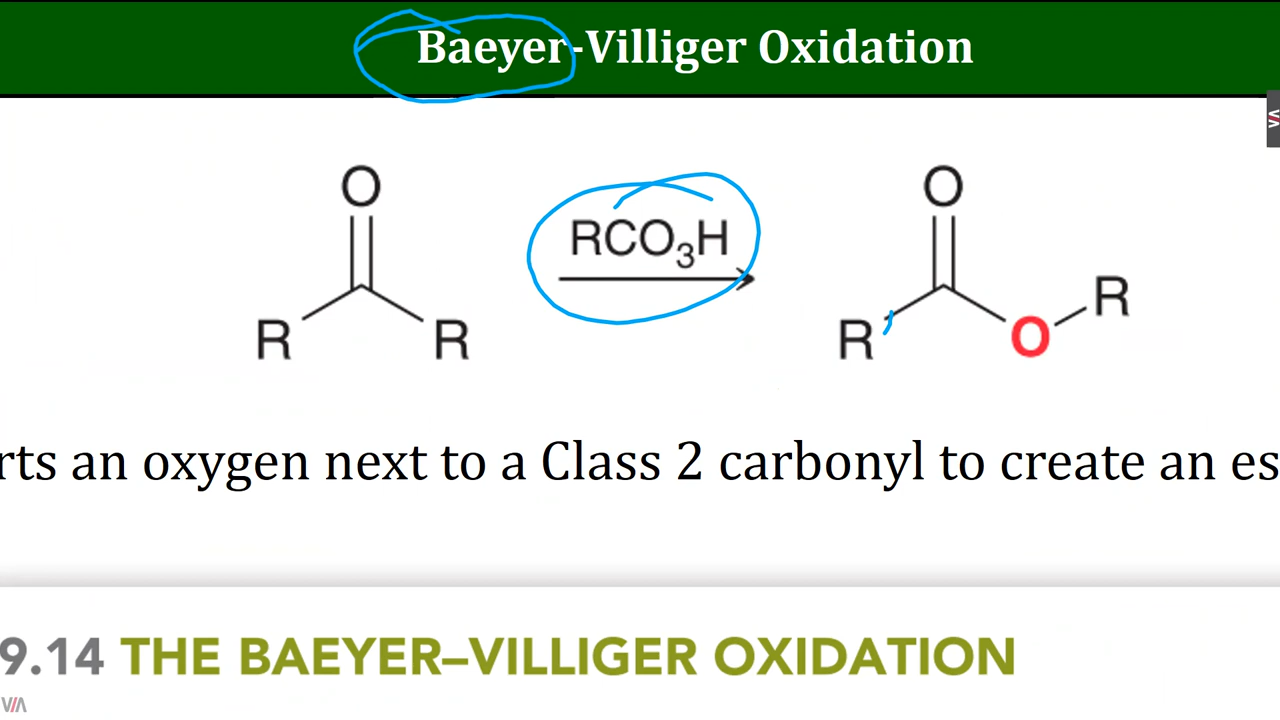 Baeyer-Villiger Oxidation
O RCO₃H O
R R R O R
rts an oxygen next to a Class 2 carbonyl to create an es
9.14 THE BAEYER–VILLIGER OXIDATION
VIA